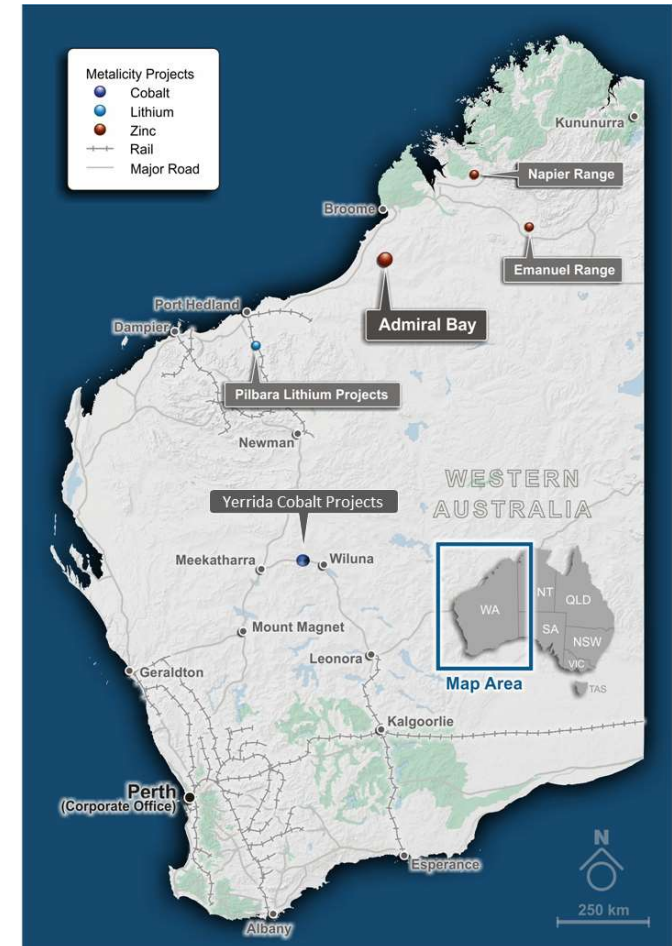 Metalicity Projects
Cobalt
Lithium
Zinc
Rail
Major Road
Kununurra
Napier Range
Broome
Emanuel Range
Admiral Bay
Port Hedland
Dampier
Pilbara Lithium Projects
Newman
WESTERN
AUSTRALIA
Yerrida Cobalt Projects
Meekatharra
Wiluna
NT
QLD
WA
SA
NSW
VIC
TAS
Map Area
Mount Magnet
Leonora
Geraldton
Kalgoorlie
Perth
(Corporate Office)
Esperance
Albany
N
250 km